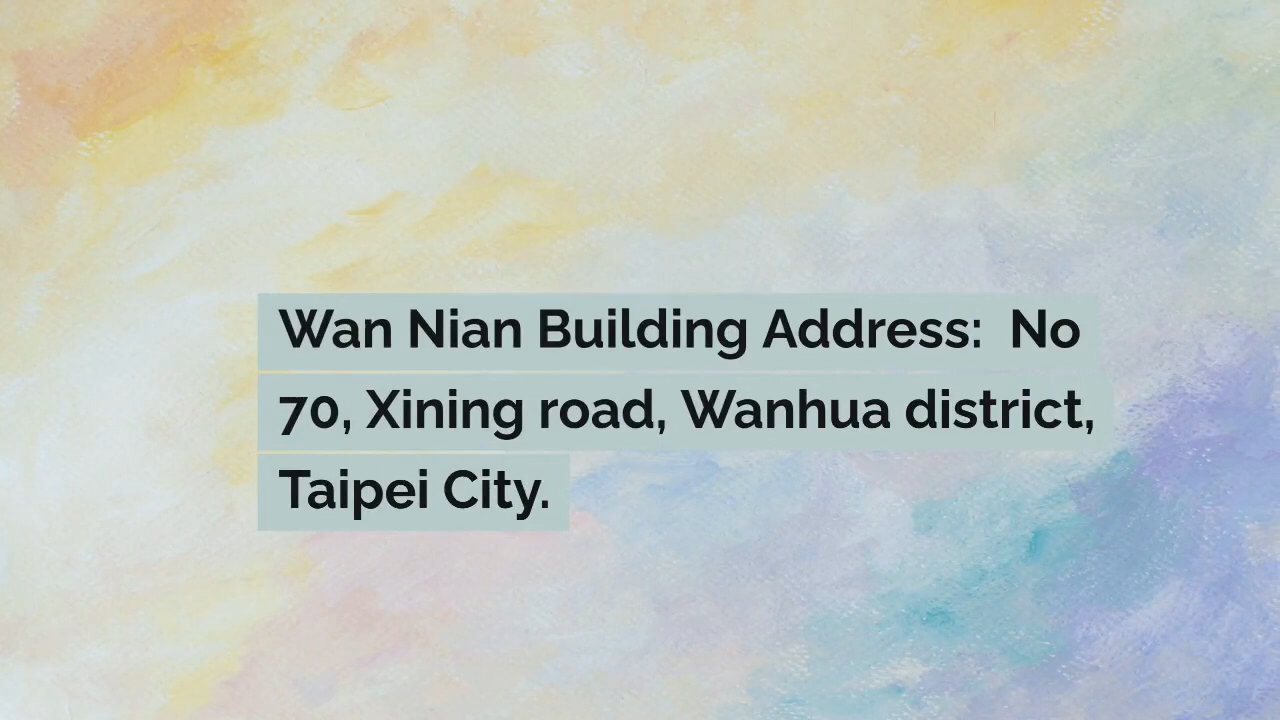 Wan Nian Building Address:  No
70, Xining road, Wanhua district,
Taipei City.